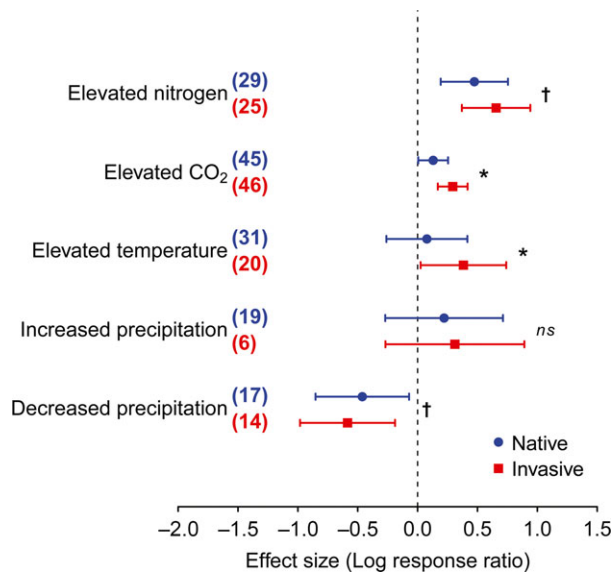 Elevated nitrogen (29)
(25) †
Elevated CO₂ (45)
(46) *
Elevated temperature (31)
(20) *
Increased precipitation (19)
(6) ns
Decreased precipitation (17)
(14) †
Native
Invasive
–2.0 –1.5 –1.0 –0.5 0.0 0.5 1.0 1.5
Effect size (Log response ratio)